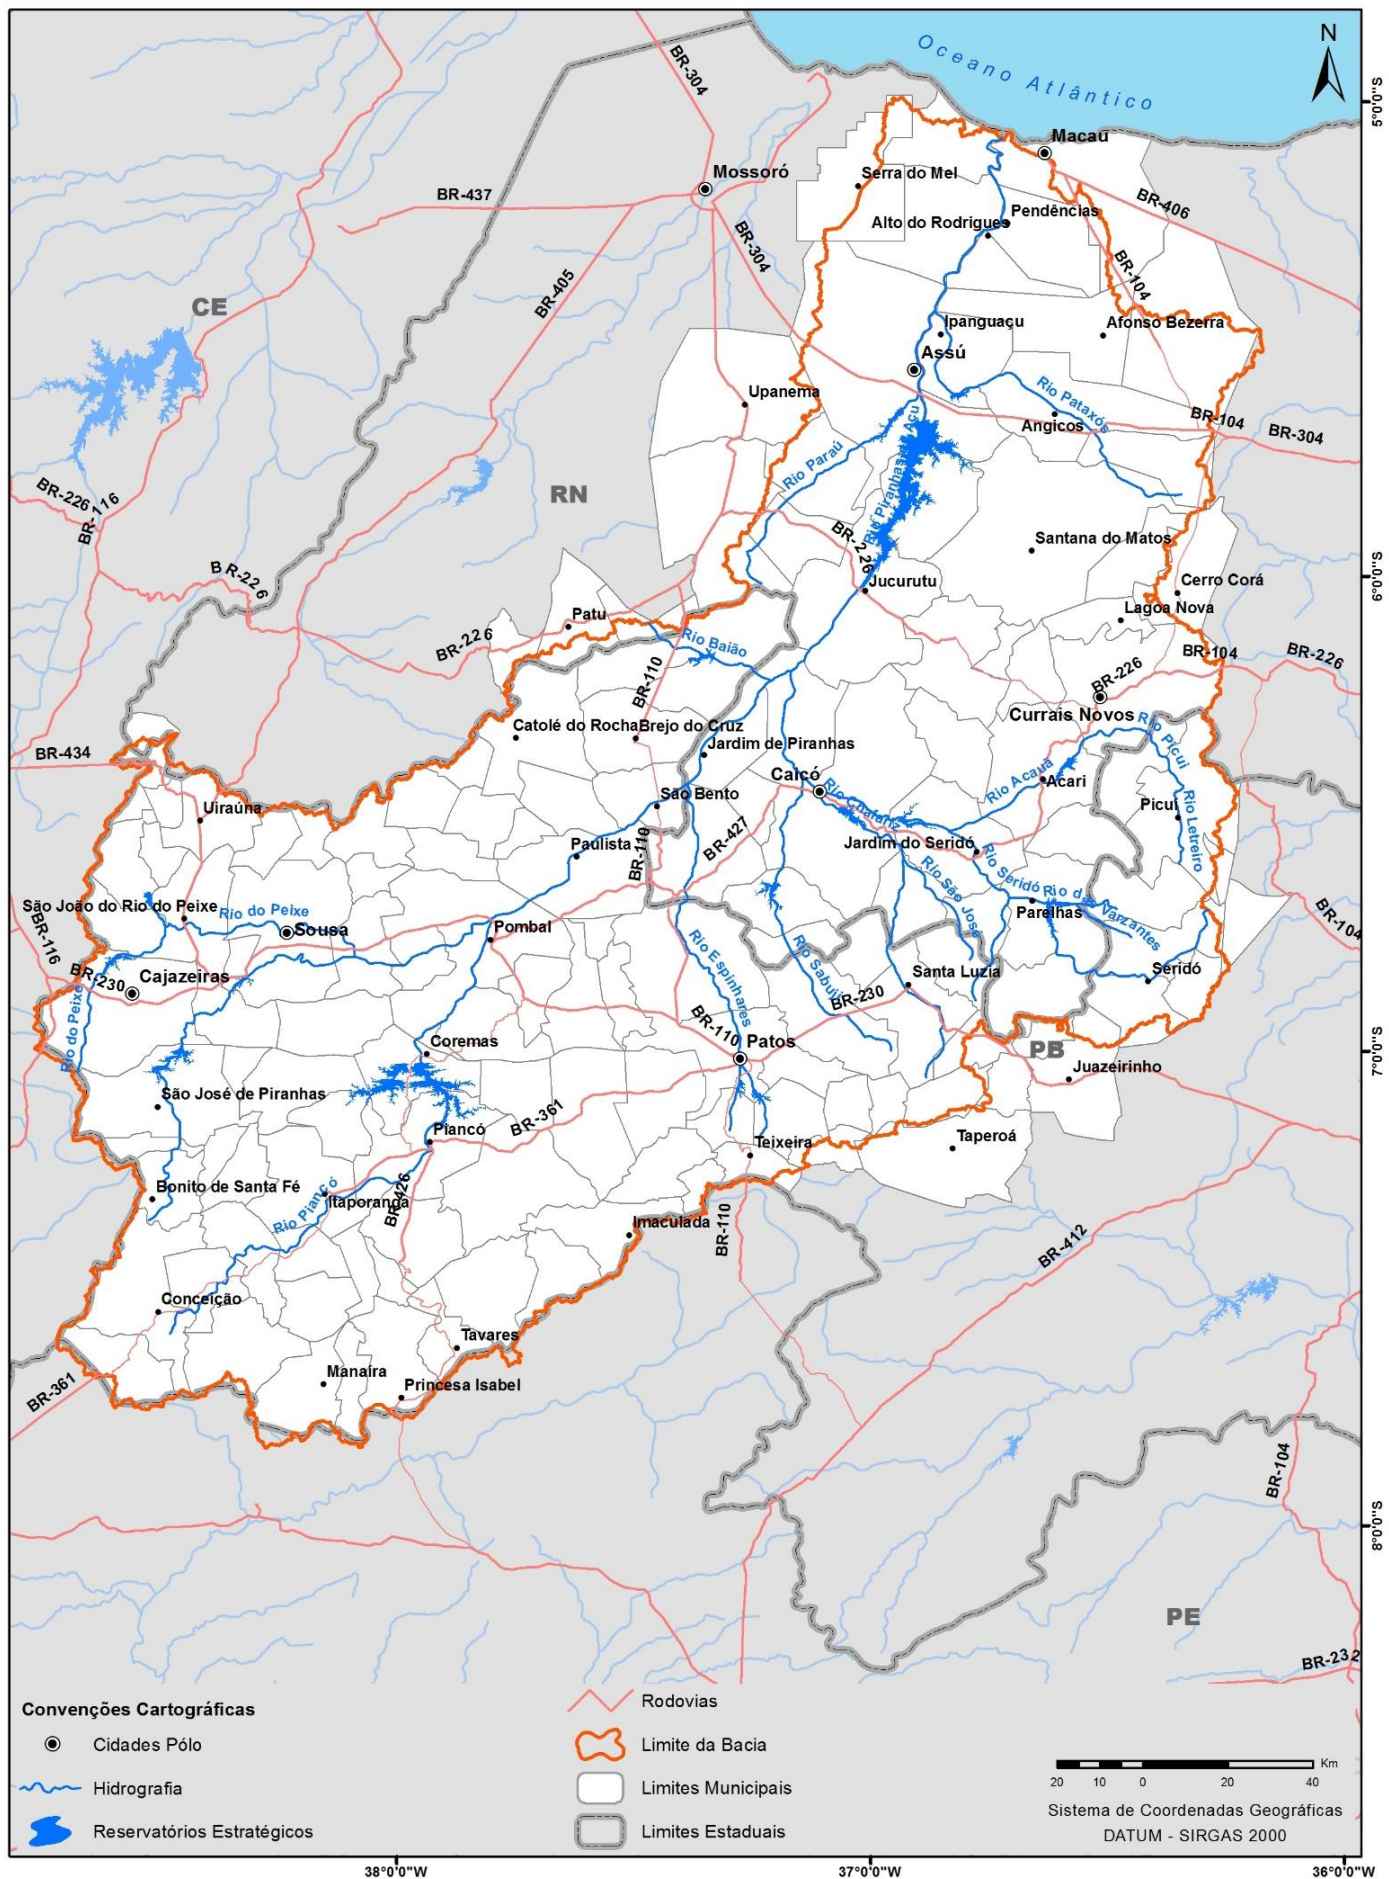 Oceano Atlântico
N
5°0'0"S
BR-304
Macau
Mossoró
Serra do Mel
BR-437
BR-406
Pendências
Alto do Rodrigues
BR-304
BR-104
BR-405
CE
Ipanguaçu
Afonso Bezerra
Assú
Upanema
Rio Pataxós
Açu
BR-104
Angicos
BR-304
Rio Paraú
BR-226
RN
Rio Piranhas
BR-116
BR-226
Santana do Matos
BR-226
Jucurutu
Cerro Corá
6°0'0"S
Lagoa Nova
Patu
BR-226
Rio Baião
BR-104
BR-226
BR-110
BR-226
Currais Novos
Catolé do Rocha
Brejo do Cruz
Rio Picuí
Jardim de Piranhas
BR-434
Caicó
Rio Acauã
Acari
São Bento
Uiraúna
Rio Chafariz
Picuí
Rio Letreiro
BR-427
Paulista
BR-110
Jardim do Seridó
Rio São José
Rio Seridó
Rio das Varzantes
São João do Rio do Peixe
Rio do Peixe
Parelhas
BR-104
Sousa
Pombal
BR-116
Rio Espinhares
Rio Sabuji
Cajazeiras
BR-230
Santa Luzia
Seridó
BR-230
Rio do Peixe
BR-110
Patos
Coremas
PB
7°0'0"S
Juazeirinho
São José de Piranhas
BR-361
Piancó
Teixeira
Taperoá
Bonito de Santa Fé
Itaporanga
Rio Piancó
BR-426
Imaculada
BR-110
BR-412
Conceição
Tavares
Manaíra
Princesa Isabel
BR-361
BR-104
8°0'0"S
PE
BR-232
Convenções Cartográficas
Cidades Pólo
Hidrografia
Reservatórios Estratégicos
Rodovias
Limite da Bacia
Limites Municipais
Limites Estaduais
Km
20 10 0 20 40
Sistema de Coordenadas Geográficas
DATUM - SIRGAS 2000
38°0'0"W 37°0'0"W 36°0'0"W